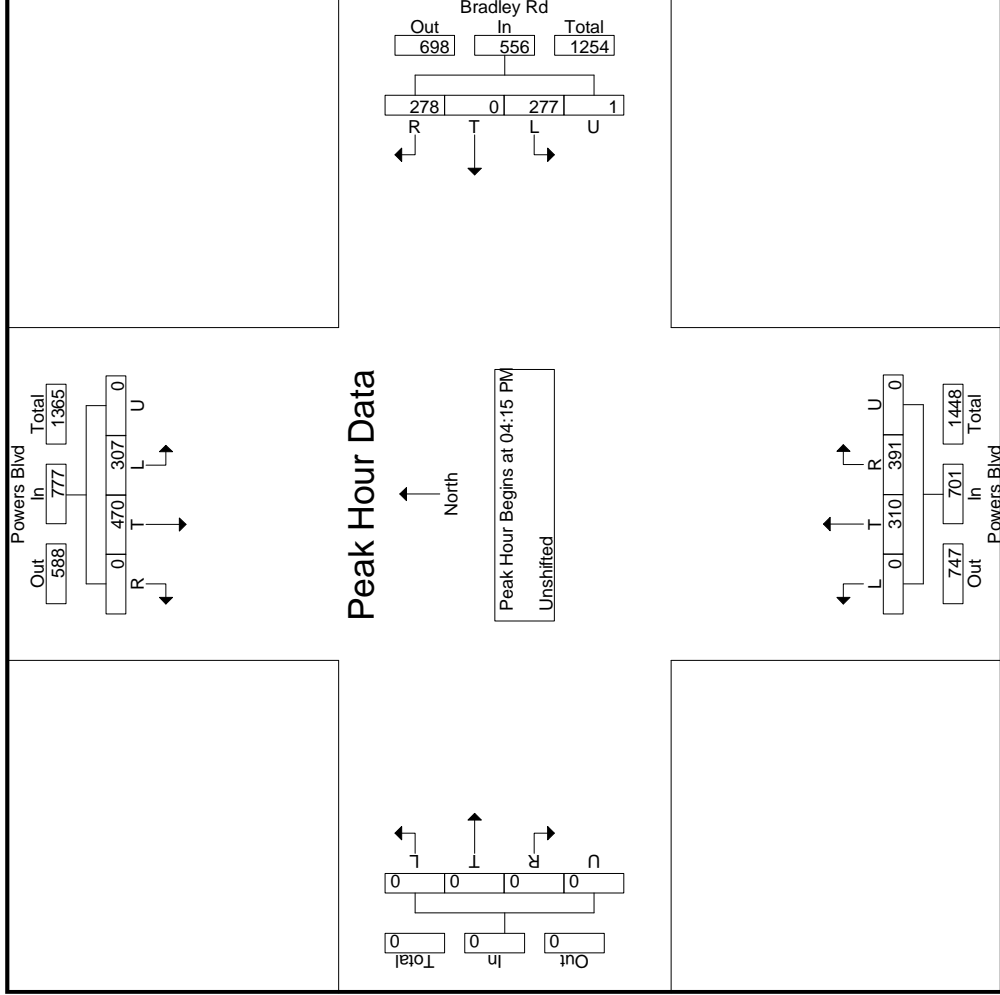 Bradley Rd
Out In Total
698 556 1254
278 0 277 1
R T L U
Powers Blvd
Out In Total
588 777 1365
0 470 307 0
R T L U
Peak Hour Data
North
Peak Hour Begins at 04:15 PM
Unshifted
L T R U
0 310 391 0
747 701 1448
Out In Total
Powers Blvd
L T R U
0 0 0 0
0 0 0
Total In Out